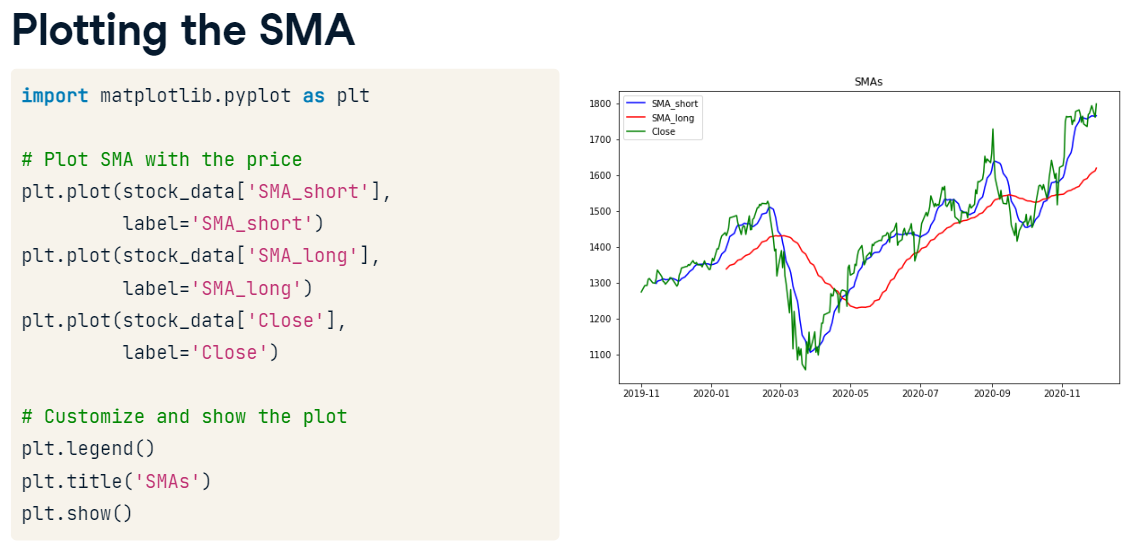 Plotting the SMA
import matplotlib.pyplot as plt
# Plot SMA with the price
plt.plot(stock_data['SMA_short'],
label='SMA_short')
plt.plot(stock_data['SMA_long'],
label='SMA_long')
plt.plot(stock_data['Close'],
label='Close')
# Customize and show the plot
plt.legend()
plt.title('SMAs')
plt.show()
SMAs
SMA_short
SMA_long
Close
1800
1700
1600
1500
1400
1300
1200
1100
2019-11 2020-01 2020-03 2020-05 2020-07 2020-09 2020-11